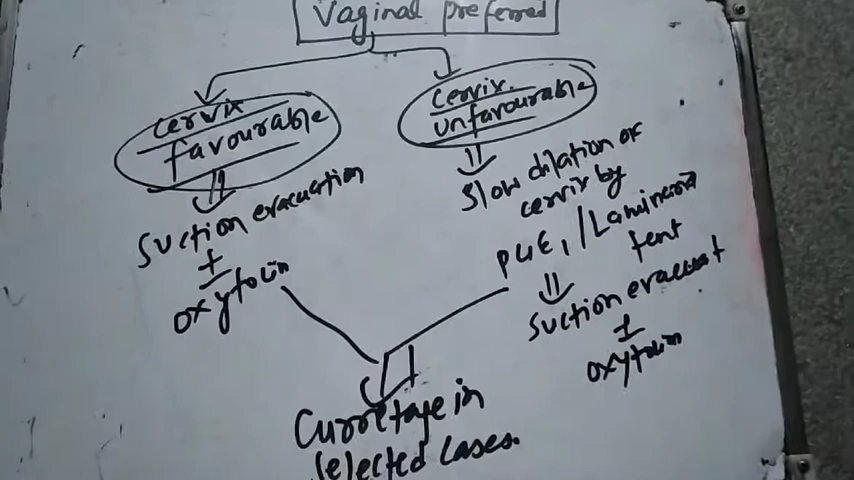 Vaginal preferred
cervix
favourable
Suction evacuation
+
oxytocin
cervix
unfavourable
Slow dilation of
cervix by
PGE1/Laminaria
tent
Suction evacuat
+
oxytocin
Curretage in
selected cases.